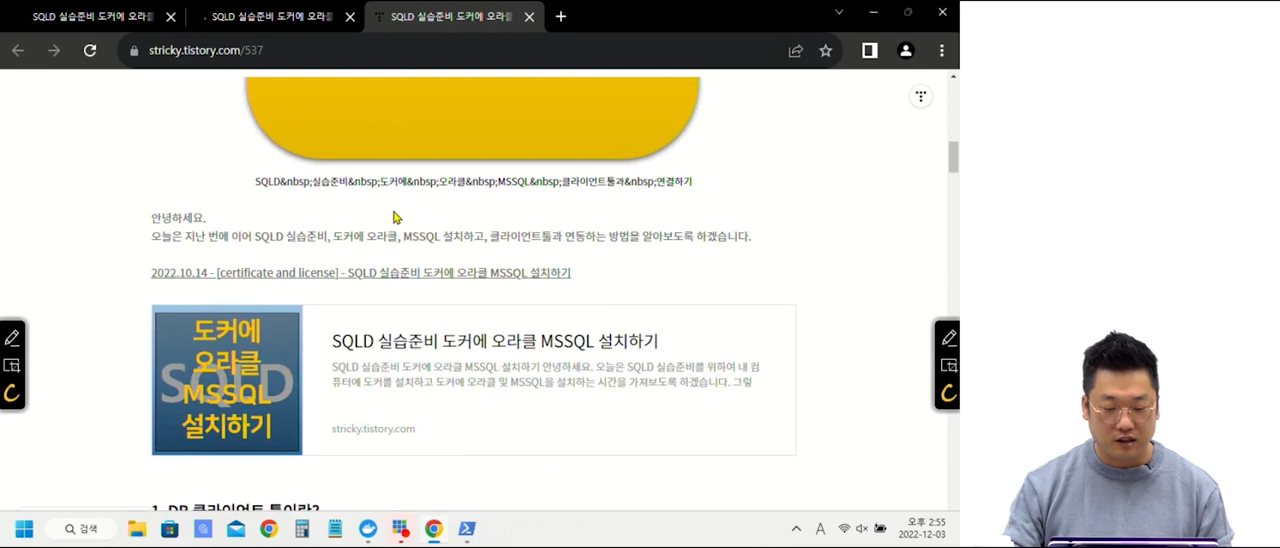 SQLD 실습준비 도커에 오라클
SQLD 실습준비 도커에 오라클
SQLD 실습준비 도커에 오라클
stricky.tistory.com/537
SQLD&nbsp;실습준비&nbsp;도커에&nbsp;오라클&nbsp;MSSQL&nbsp;클라이언트툴과&nbsp;연결하기
안녕하세요.
오늘은 지난 번에 이어 SQLD 실습준비, 도커에 오라클, MSSQL 설치하고, 클라이언트툴과 연동하는 방법을 알아보도록 하겠습니다.
2022.10.14 - [certificate and license] - SQLD 실습준비 도커에 오라클 MSSQL 설치하기
도커에
오라클
SQLD
MSSQL
설치하기
SQLD 실습준비 도커에 오라클 MSSQL 설치하기
SQLD 실습준비 도커에 오라클 MSSQL 설치하기 안녕하세요. 오늘은 SQLD 실습준비를 위하여 내 컴
퓨터에 도커를 설치하고 도커에 오라클 및 MSSQL을 설치하는 시간을 가져보도록 하겠습니다. 그렇
stricky.tistory.com
1. DB 클라이언트 툴이란?
검색
A
오후 2:55
2022-12-03